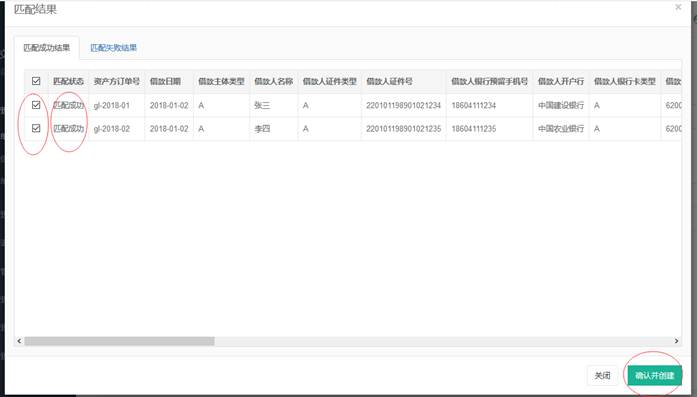 匹配结果
匹配成功结果 匹配失败结果
匹配状态 资产方订单号 借款日期 借款主体类型 借款人名称 借款人证件类型 借款人证件号 借款人银行预留手机号 借款人开户行 借款人银行卡类型 借款
匹配成功 gl-2018-01 2018-01-02 A 张三 A 220101198901021234 18604111234 中国建设银行 A 6200
匹配成功 gl-2018-02 2018-01-02 A 李四 A 220101198901021235 18604111235 中国农业银行 A 6200
关闭 确认并创建